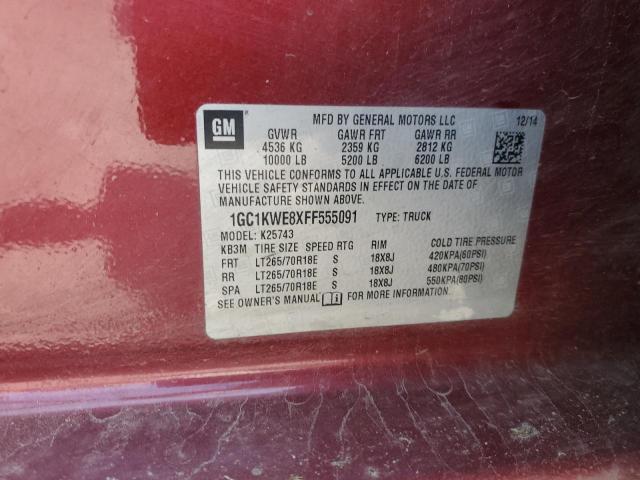 GM
MFD BY GENERAL MOTORS LLC 12/14
GVWR GAWR FRT GAWR RR
4536 KG 2359 KG 2812 KG
10000 LB 5200 LB 6200 LB
THIS VEHICLE CONFORMS TO ALL APPLICABLE U.S. FEDERAL MOTOR
VEHICLE SAFETY STANDARDS IN EFFECT ON THE DATE OF
MANUFACTURE SHOWN ABOVE.
1GC1KWE8XFF555091 TYPE: TRUCK
MODEL: K25743
KB3M TIRE SIZE SPEED RTG RIM COLD TIRE PRESSURE
FRT LT265/70R18E S 18X8J 420KPA(60PSI)
RR LT265/70R18E S 18X8J 480KPA(70PSI)
SPA LT265/70R18E S 18X8J 550KPA(80PSI)
SEE OWNER'S MANUAL FOR MORE INFORMATION.